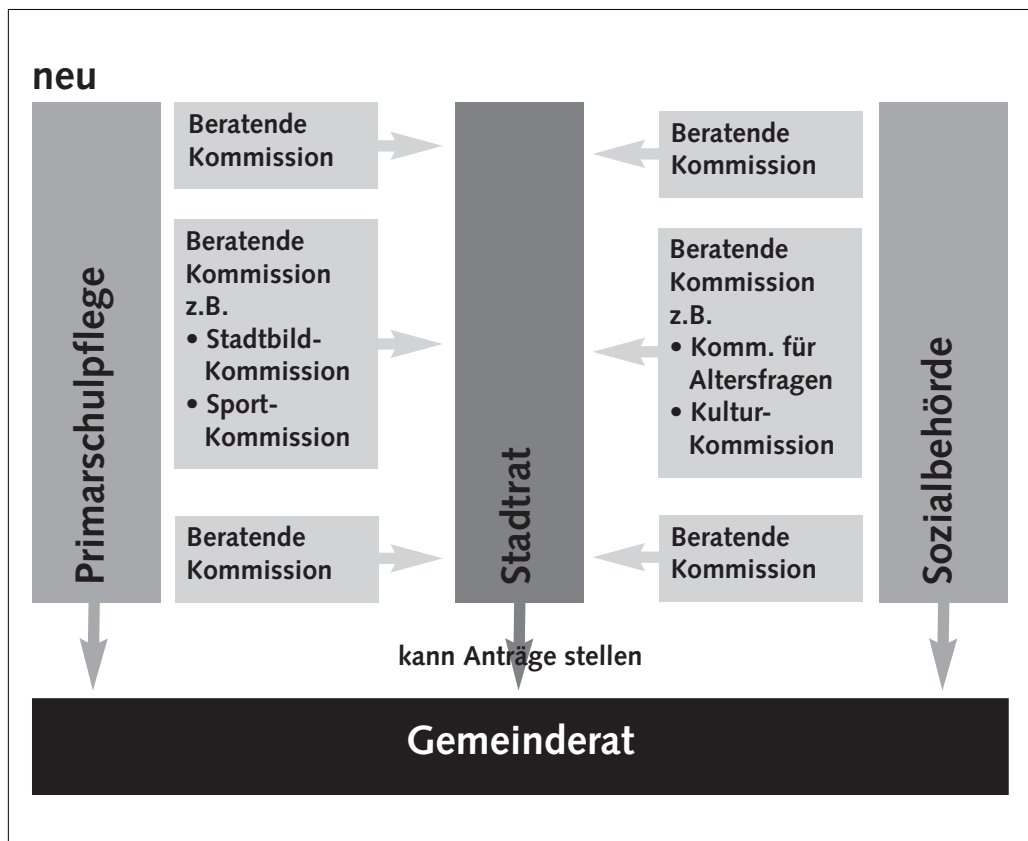 neu
Primarschulpflege
Beratende
Kommission
Beratende
Kommission
z.B.
• Stadtbild-
Kommission
• Sport-
Kommission
Beratende
Kommission
Stadtrat
Beratende
Kommission
Beratende
Kommission
z.B.
• Komm. für
Altersfragen
• Kultur-
Kommission
Beratende
Kommission
Sozialbehörde
kann Anträge stellen
Gemeinderat